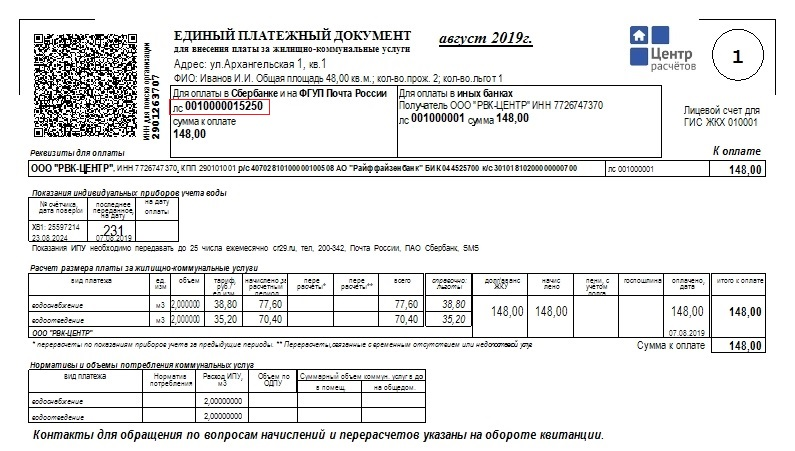 ЕДИНЫЙ ПЛАТЕЖНЫЙ ДОКУМЕНТ
для внесения платы за жилищно-коммунальные услуги
август 2019г.
Центр расчётов
1
ИНН для поиска организации
2901263707
Адрес: ул.Архангельская 1, кв.1
ФИО: Иванов И.И. Общая площадь 48,00 кв.м.; кол-во.прож. 2; кол-во.льгот 1
Для оплаты в Сбербанке и на ФГУП Почта России
лс 0010000015250
сумма к оплате
148,00
Для оплаты в иных банках
Получатель ООО "РВК-ЦЕНТР" ИНН 7726747370
лс 001000001 сумма 148,00
Лицевой счет для
ГИС ЖКХ 010001
Реквизиты для оплаты
К оплате
ООО "РВК-ЦЕНТР", ИНН 7726747370, КПП 290101001 р/с 40702810100000100508 АО "Райффайзенбанк" БИК 044525700 к/с 30101810200000000700 лс 001000001 148,00
Показания индивидуальных приборов учета воды
№ счётчика, дата поверки последнее переданное, на дату на дату оплаты
ХВ1: 25597214 231
23.08.2024 07.08.2019
Показания ИПУ необходимо передавать до 25 числа ежемесячно cr29.ru, тел, 200-342, Почта России, ПАО Сбербанк, SMS
Расчет размера платы за жилищно-коммунальные услуги
вид платежа ед. изм объем тариф, руб./ед.изм начислено за расчетный период пере расчеты* пере расчеты** всего справочно: льготы долг/аванс ЖКУ начис лено пени, с учётом долга госпошлина оплачено, дата итого к оплате
водоснабжение м3 2,000000 38,80 77,60 77,60 38,80 148,00 148,00 148,00
водоотведение м3 2,000000 35,20 70,40 70,40 35,20
ООО "РВК-ЦЕНТР" 07.08.2019
* перерасчеты по показаниям приборов учета за предыдущие периоды. ** Перерасчеты, связанные с временным отсутствием или недопоставкой услуг
Сумма к оплате 148,00
Нормативы и объемы потребления коммунальных услуг
вид платежа Норматив потребления Расход ИПУ, м3 Объем по ОДПУ Суммарный объем коммун. услуг в до
в помещ. на общедом.
водоснабжение 2,00000000
водоотведение 2,00000000
Контакты для обращения по вопросам начислений и перерасчетов указаны на обороте квитанции.